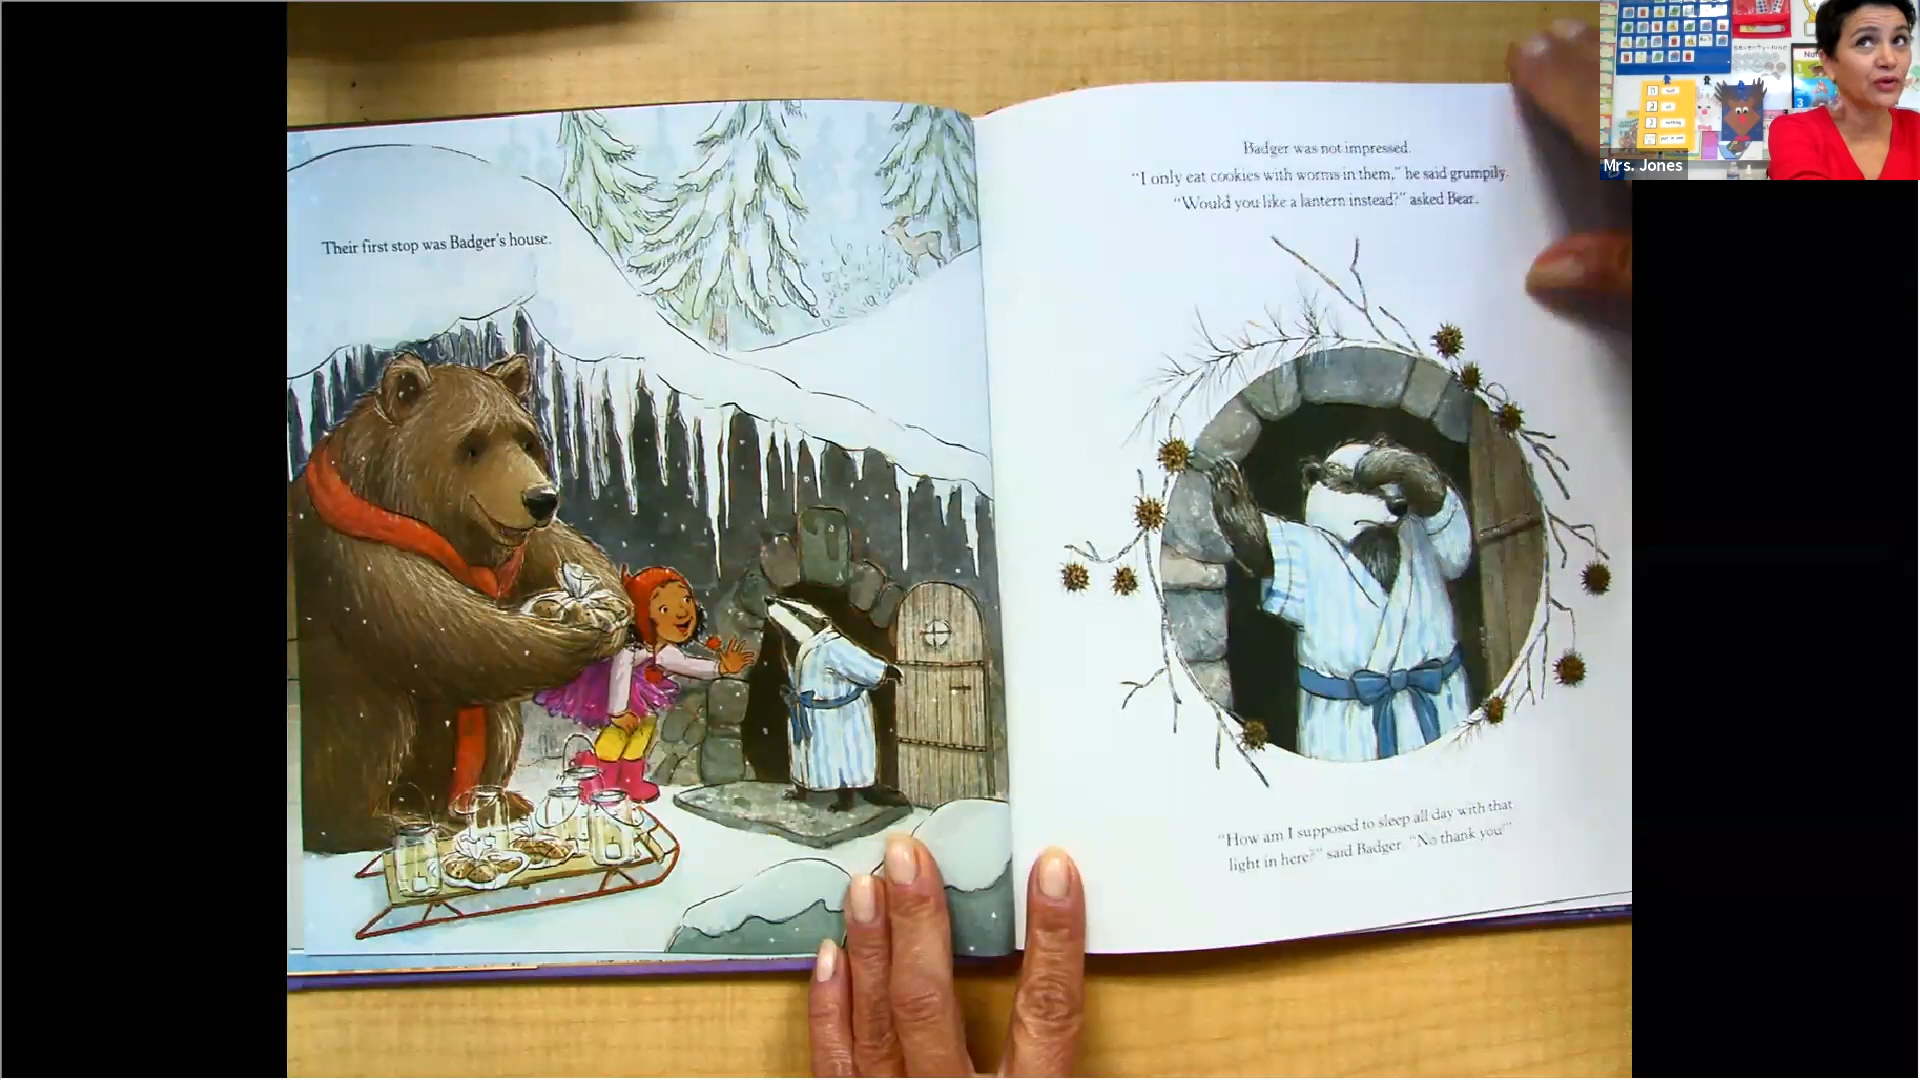 Their first stop was Badger's house.
Badger was not impressed.
"I only eat cookies with worms in them," he said grumpily.
"Would you like a lantern instead?" asked Bear.
"How am I supposed to sleep all day with that
light in here?" said Badger. "No thank you!"
Mrs. Jones